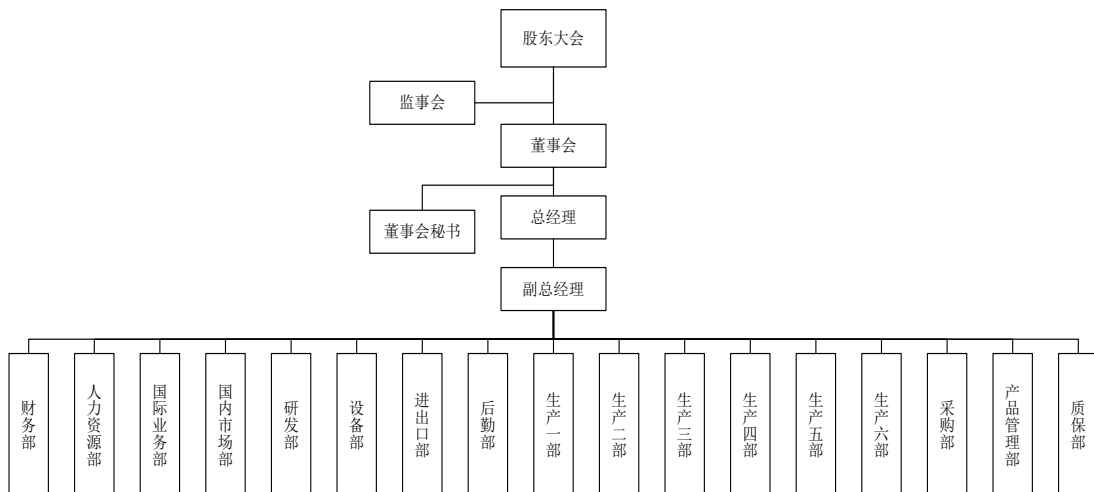 股东大会
监事会
董事会
董事会秘书
总经理
副总经理
财务部
人力资源部
国际业务部
国内市场部
研发部
设备部
进出口部
后勤部
生产一部
生产二部
生产三部
生产四部
生产五部
生产六部
采购部
产品管理部
质保部